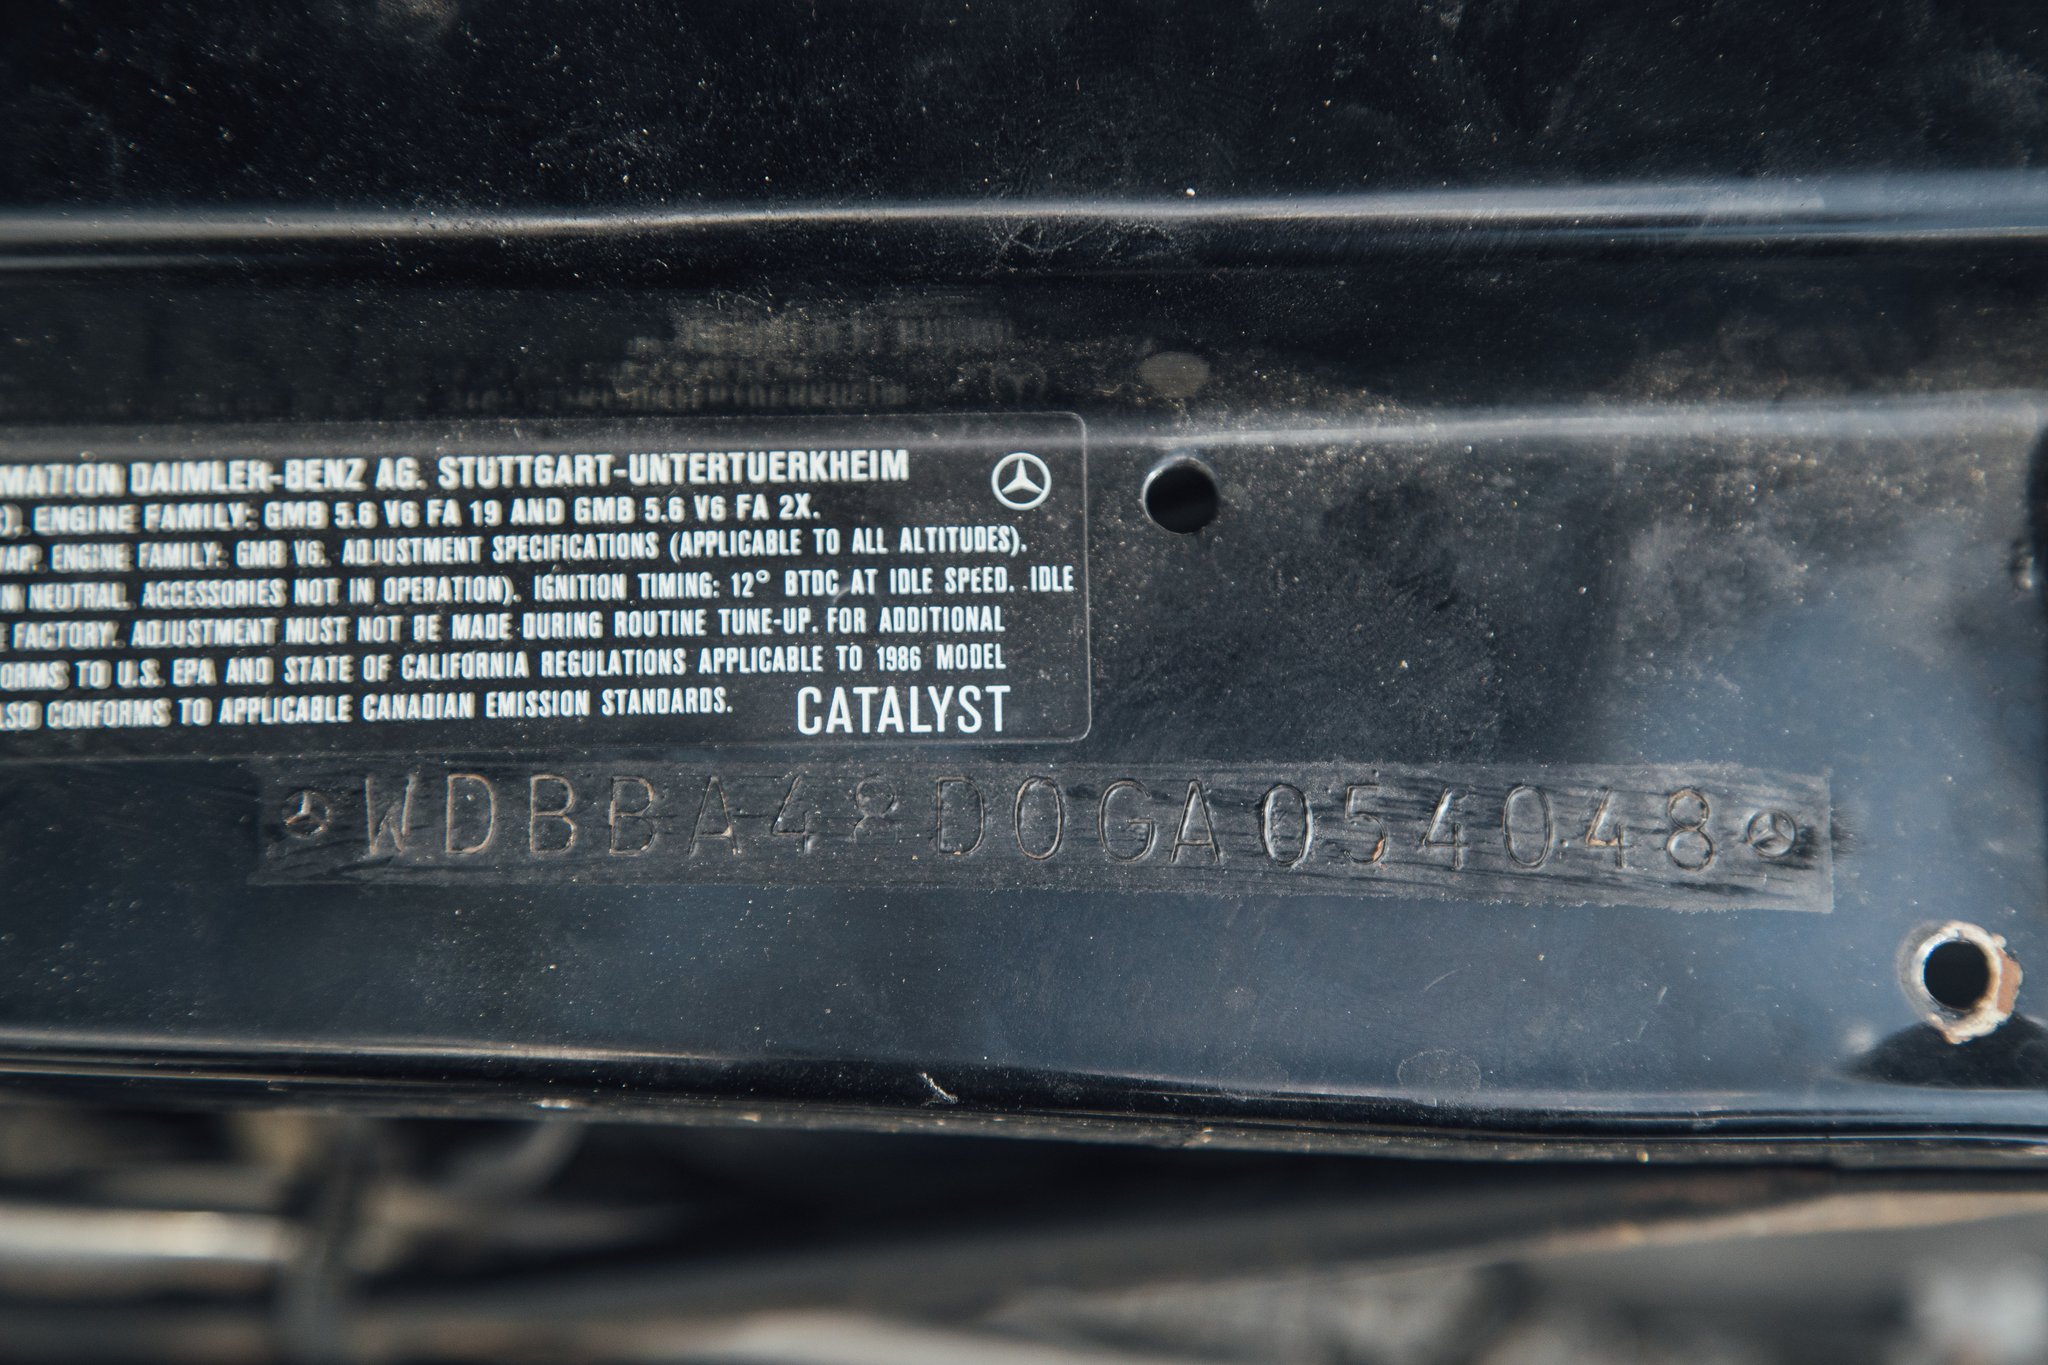 MATION DAIMLER-BENZ AG. STUTTGART-UNTERTUERKHEIM
). ENGINE FAMILY: GMB 5.6 V6 FA 19 AND GMB 5.6 V6 FA 2X.
VAP. ENGINE FAMILY: GMB V6. ADJUSTMENT SPECIFICATIONS (APPLICABLE TO ALL ALTITUDES).
IN NEUTRAL. ACCESSORIES NOT IN OPERATION). IGNITION TIMING: 12° BTDC AT IDLE SPEED. IDLE
E FACTORY. ADJUSTMENT MUST NOT BE MADE DURING ROUTINE TUNE-UP. FOR ADDITIONAL
ORMS TO U.S. EPA AND STATE OF CALIFORNIA REGULATIONS APPLICABLE TO 1986 MODEL
LSO CONFORMS TO APPLICABLE CANADIAN EMISSION STANDARDS.
CATALYST
WDBBA48D0GA054048